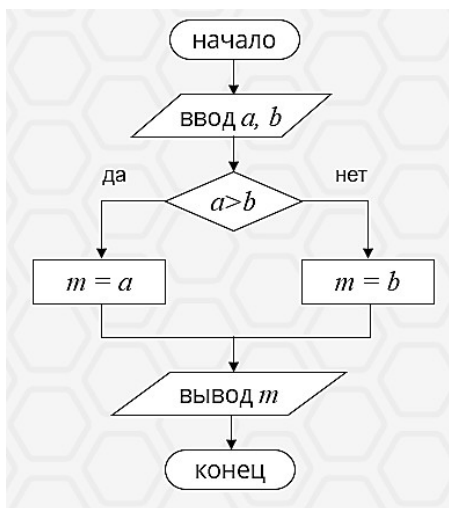 начало
ввод a, b
да
нет
a>b
m = a
m = b
вывод m
конец